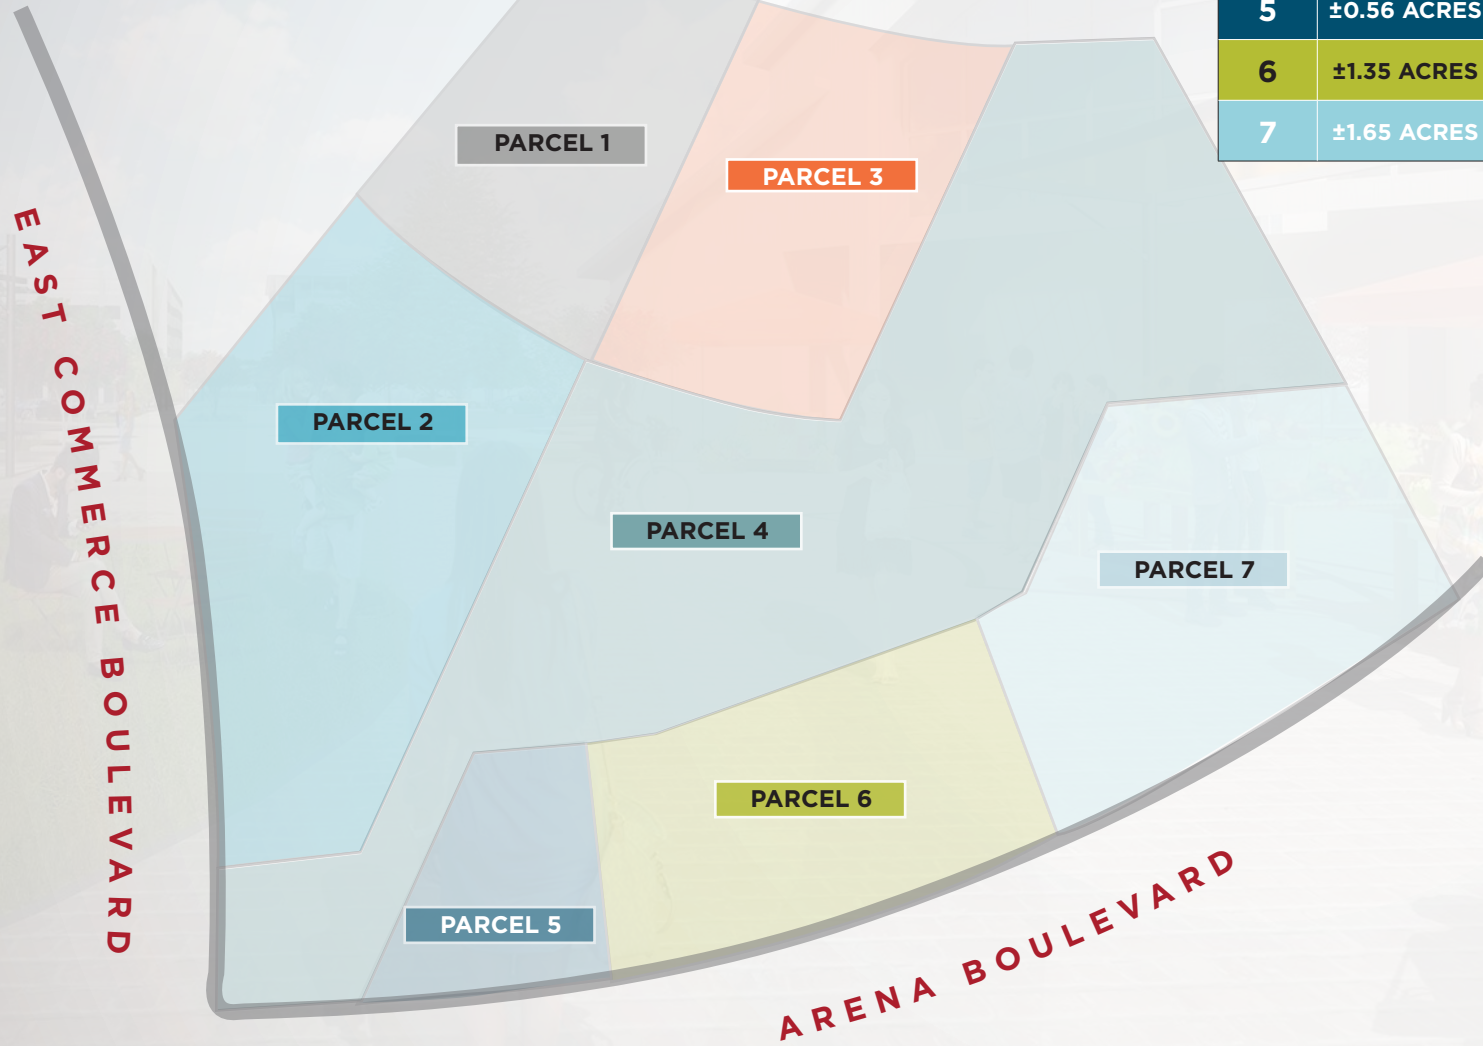 5 ±0.56 ACRES
6 ±1.35 ACRES
7 ±1.65 ACRES
PARCEL 1
PARCEL 3
PARCEL 2
PARCEL 4
PARCEL 7
PARCEL 6
PARCEL 5
EAST COMMERCE BOULEVARD
ARENA BOULEVARD